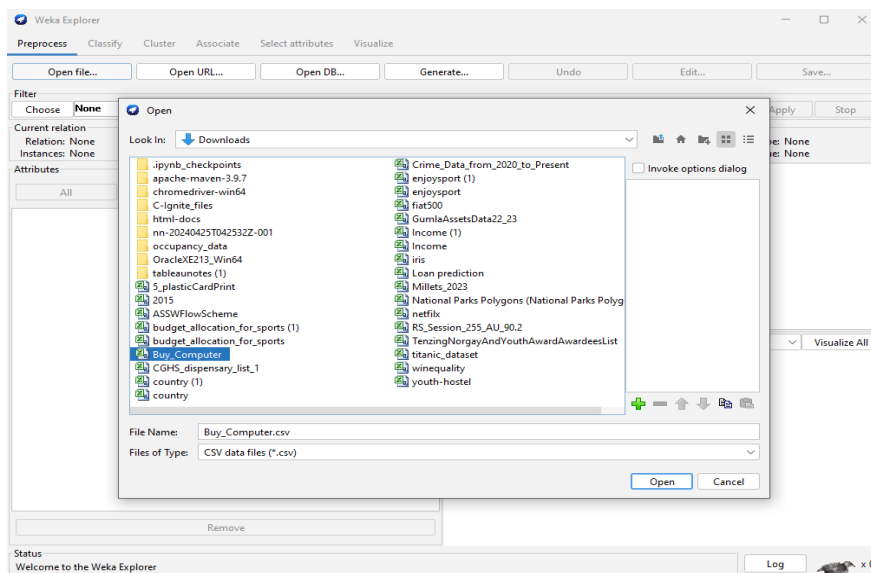 Weka Explorer
Preprocess Classify Cluster Associate Select attributes Visualize
Open file... Open URL... Open DB... Generate... Undo Edit... Save...
Filter
Choose None Apply Stop
Current relation
Relation: None
Instances: None
pe: None
ue: None
Attributes
All
Open
Look In: Downloads
.ipynb_checkpoints
apache-maven-3.9.7
chromedriver-win64
C-Ignite_files
html-docs
nn-20240425T042532Z-001
occupancy_data
OracleXE213_Win64
tableaunotes (1)
5_plasticCardPrint
2015
ASSWFlowScheme
budget_allocation_for_sports (1)
budget_allocation_for_sports
Buy_Computer
CGHS_dispensary_list_1
country (1)
country
Crime_Data_from_2020_to_Present
enjoysport (1)
enjoysport
fiat500
GumlaAssetsData22_23
Income (1)
Income
iris
Loan prediction
Millets_2023
National Parks Polygons (National Parks Polyg
netfilx
RS_Session_255_AU_90.2
TenzingNorgayAndYouthAwardAwardeesList
titanic_dataset
winequality
youth-hostel
Invoke options dialog
File Name: Buy_Computer.csv
Files of Type: CSV data files (*.csv)
Open Cancel
Visualize All
Remove
Status
Welcome to the Weka Explorer
Log
x 0